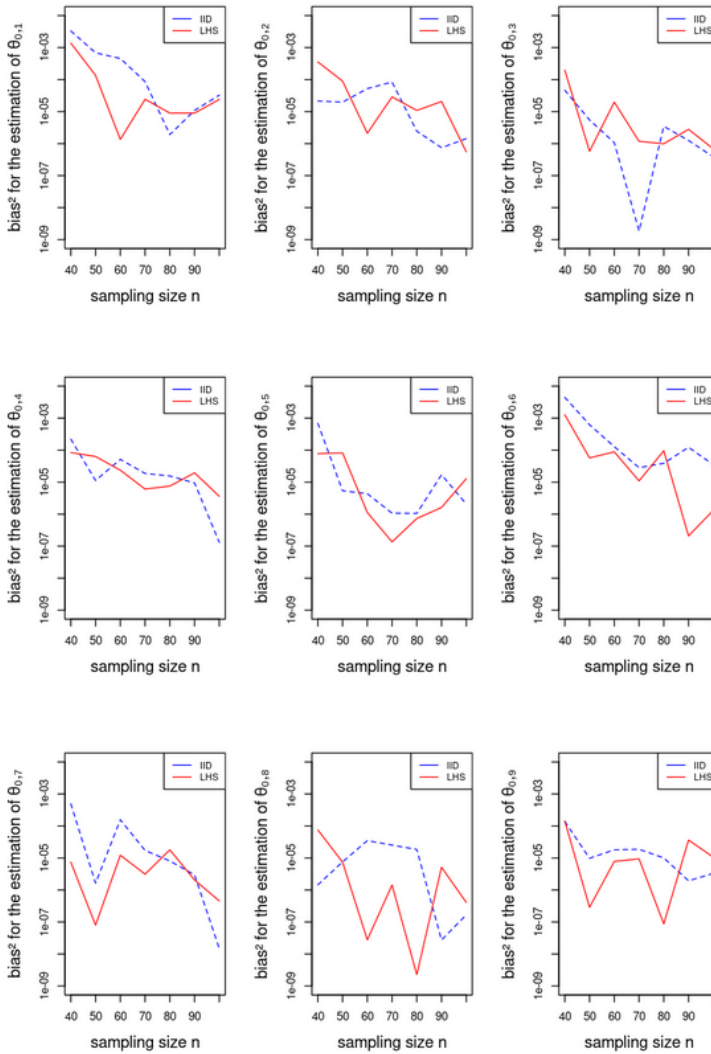 bias² for the estimation of θ0,1
1e-03
1e-05
1e-07
1e-09
IID
LHS
40 50 60 70 80 90
sampling size n
bias² for the estimation of θ0,2
1e-03
1e-05
1e-07
1e-09
IID
LHS
40 50 60 70 80 90
sampling size n
bias² for the estimation of θ0,3
1e-03
1e-05
1e-07
1e-09
IID
LHS
40 50 60 70 80 90
sampling size n
bias² for the estimation of θ0,4
1e-03
1e-05
1e-07
1e-09
IID
LHS
40 50 60 70 80 90
sampling size n
bias² for the estimation of θ0,5
1e-03
1e-05
1e-07
1e-09
IID
LHS
40 50 60 70 80 90
sampling size n
bias² for the estimation of θ0,6
1e-03
1e-05
1e-07
1e-09
IID
LHS
40 50 60 70 80 90
sampling size n
bias² for the estimation of θ0,7
1e-03
1e-05
1e-07
1e-09
IID
LHS
40 50 60 70 80 90
sampling size n
bias² for the estimation of θ0,8
1e-03
1e-05
1e-07
1e-09
IID
LHS
40 50 60 70 80 90
sampling size n
bias² for the estimation of θ0,9
1e-03
1e-05
1e-07
1e-09
IID
LHS
40 50 60 70 80 90
sampling size n